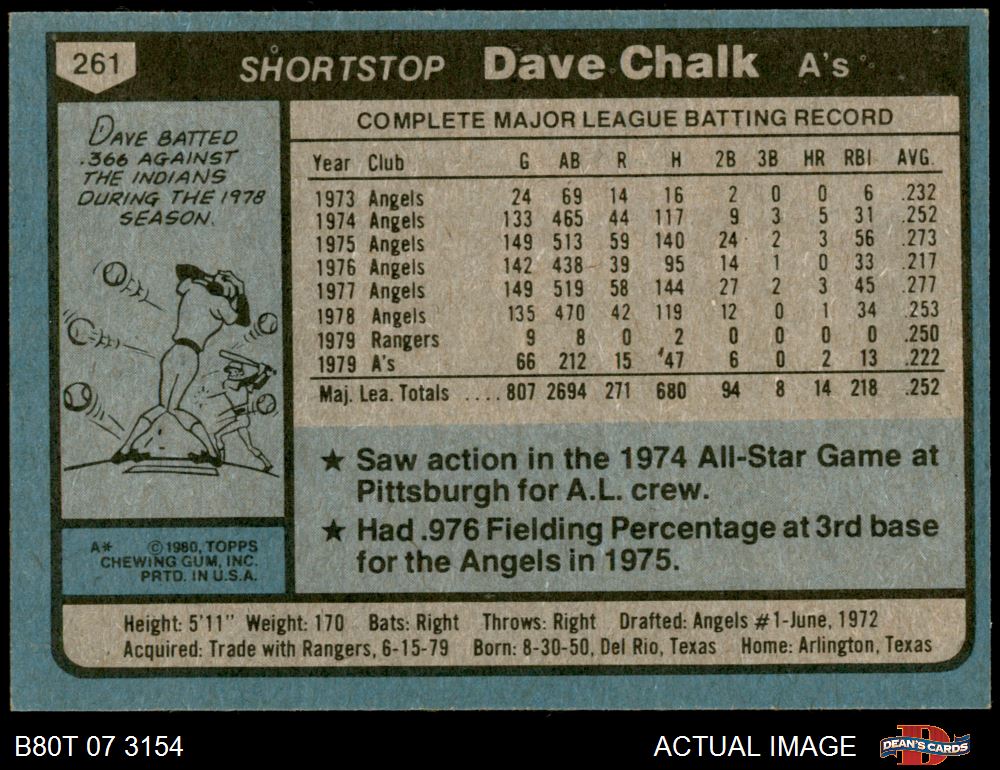 261
SHORTSTOP Dave Chalk A's
DAVE BATTED
.366 AGAINST
THE INDIANS
DURING THE 1978
SEASON.
A* ©1980, TOPPS
CHEWING GUM, INC.
PRTD. IN U.S.A.
COMPLETE MAJOR LEAGUE BATTING RECORD
Year Club G AB R H 2B 3B HR RBI AVG.
1973 Angels 24 69 14 16 2 0 0 6 .232
1974 Angels 133 465 44 117 9 3 5 31 .252
1975 Angels 149 513 59 140 24 2 3 56 .273
1976 Angels 142 438 39 95 14 1 0 33 .217
1977 Angels 149 519 58 144 27 2 3 45 .277
1978 Angels 135 470 42 119 12 0 1 34 .253
1979 Rangers 9 8 0 2 0 0 0 0 .250
1979 A's 66 212 15 47 6 0 2 13 .222
Maj. Lea. Totals .... 807 2694 271 680 94 8 14 218 .252
★ Saw action in the 1974 All-Star Game at
Pittsburgh for A.L. crew.
★ Had .976 Fielding Percentage at 3rd base
for the Angels in 1975.
Height: 5'11" Weight: 170 Bats: Right Throws: Right Drafted: Angels #1-June, 1972
Acquired: Trade with Rangers, 6-15-79 Born: 8-30-50, Del Rio, Texas Home: Arlington, Texas
B80T 07 3154
ACTUAL IMAGE
D
DEAN'S CARDS